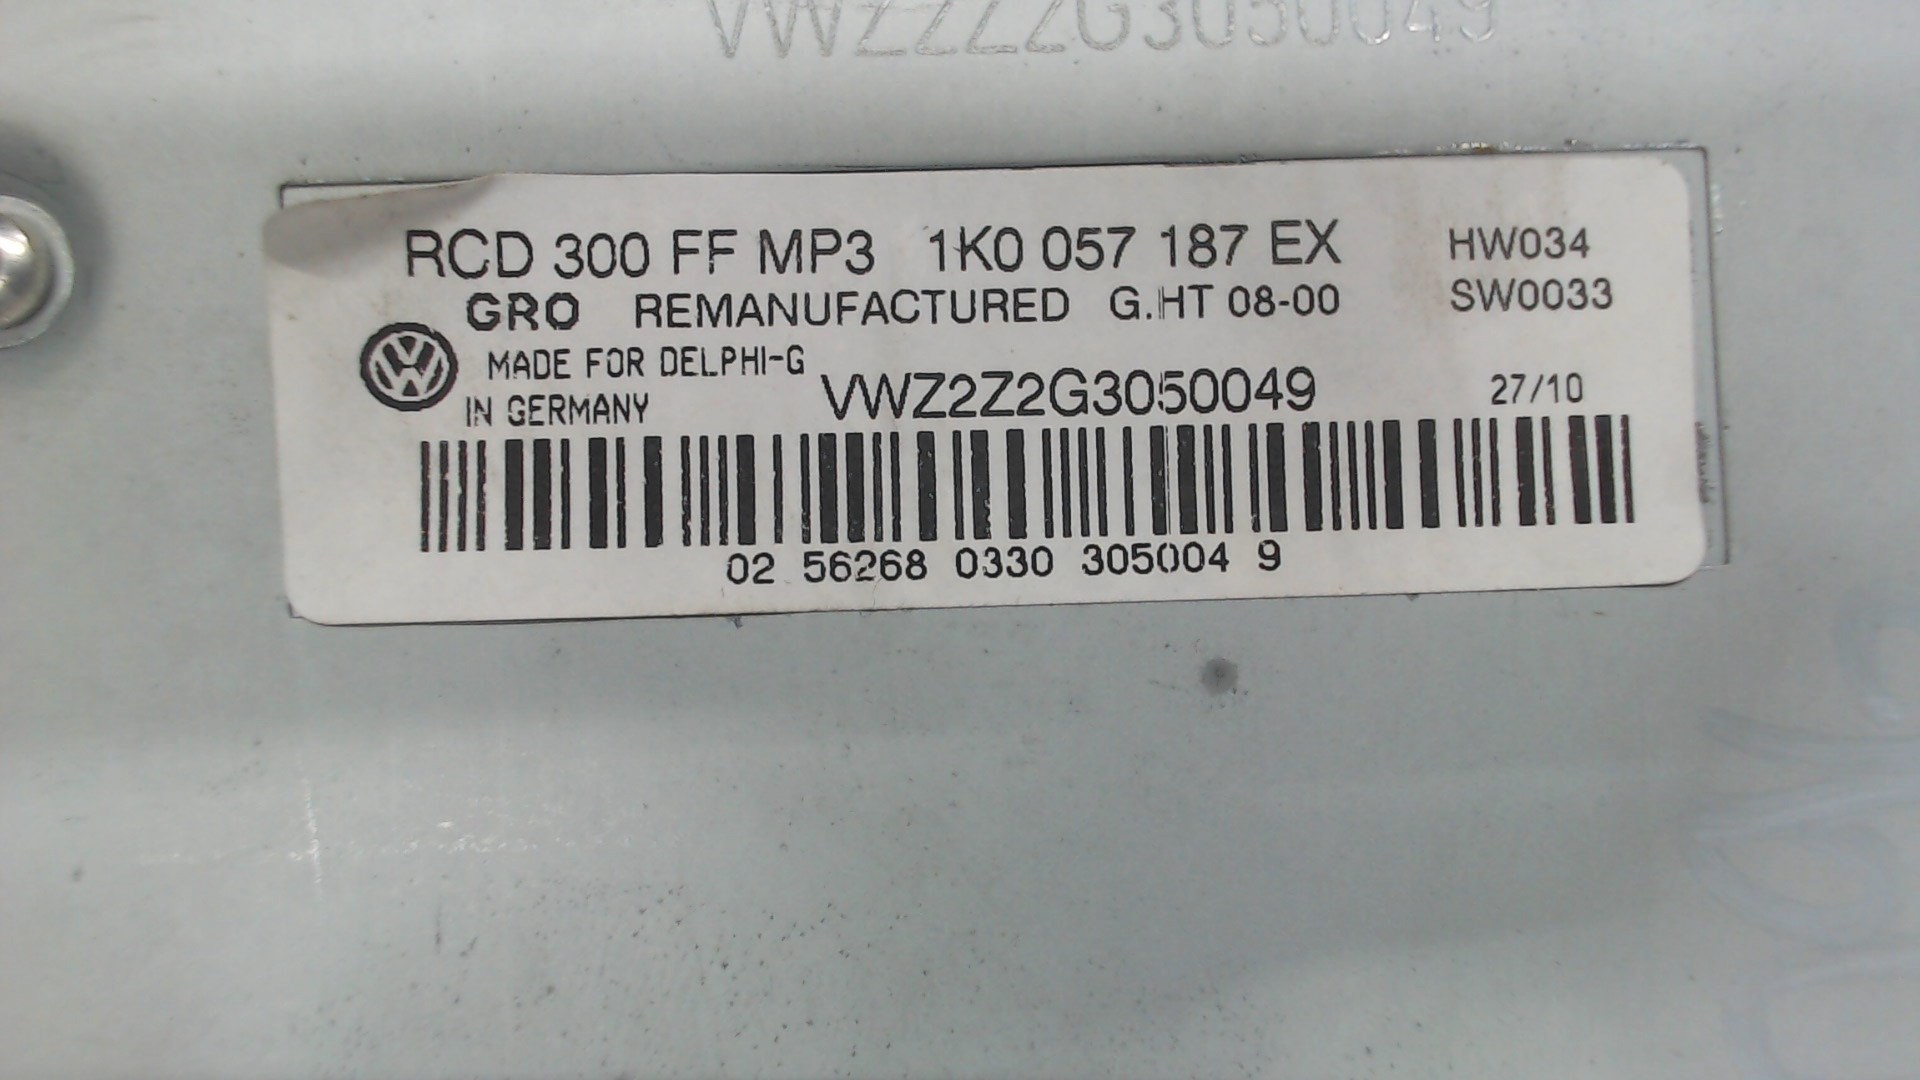 VWZ2Z2G3050049
RCD 300 FF MP3 1K0 057 187 EX HW034
GRO REMANUFACTURED G.HT 08-00 SW0033
MADE FOR DELPHI-G
IN GERMANY VWZ2Z2G3050049 27/10
02 56268 0330 305004 9